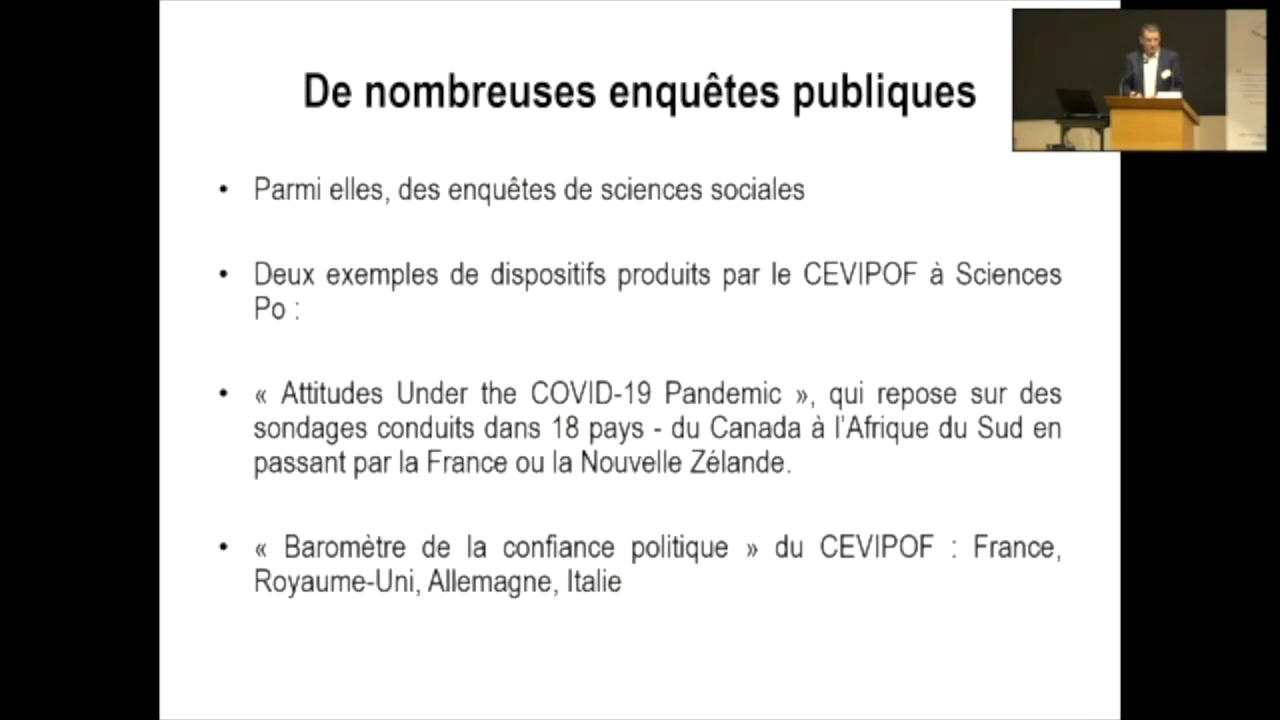 De nombreuses enquêtes publiques
• Parmi elles, des enquêtes de sciences sociales
• Deux exemples de dispositifs produits par le CEVIPOF à Sciences
Po :
• « Attitudes Under the COVID-19 Pandemic », qui repose sur des
sondages conduits dans 18 pays - du Canada à l'Afrique du Sud en
passant par la France ou la Nouvelle Zélande.
• « Baromètre de la confiance politique » du CEVIPOF : France,
Royaume-Uni, Allemagne, Italie